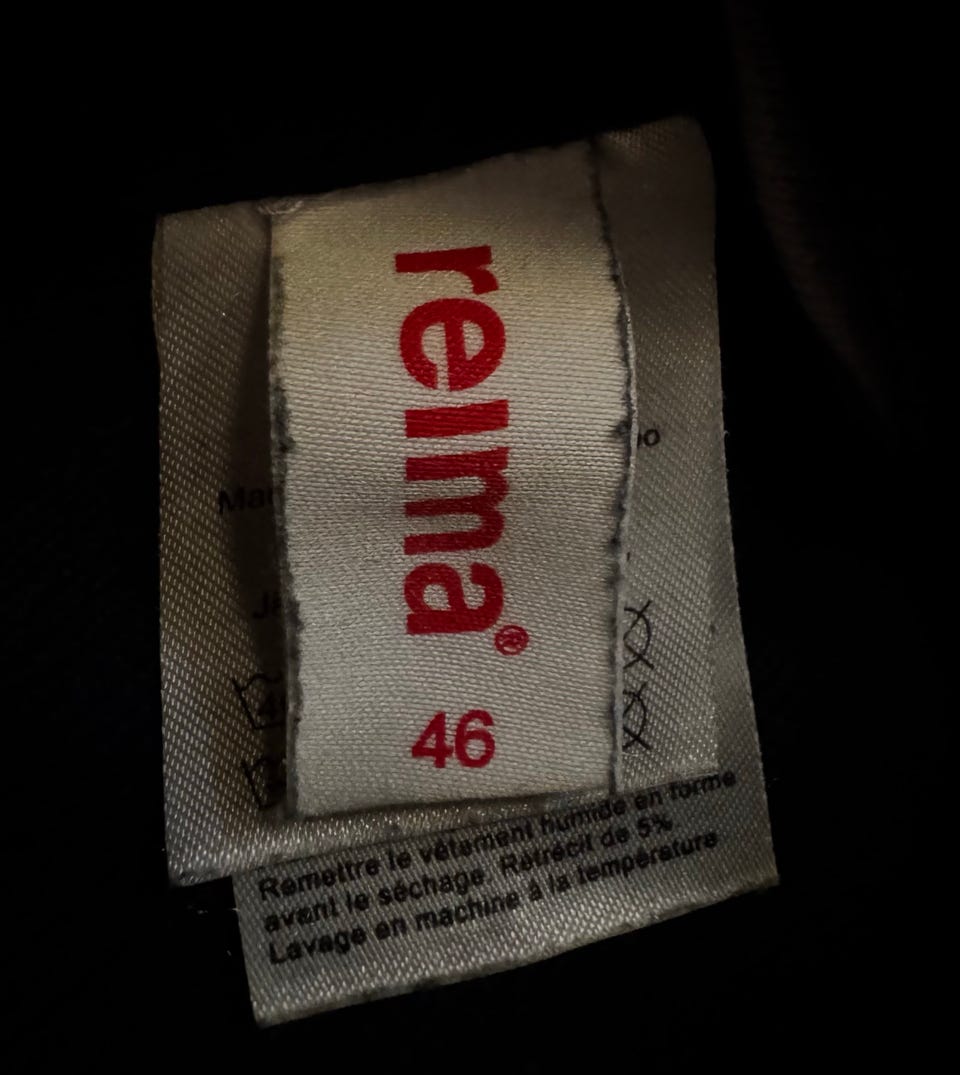 reima®
46
Remettre le vêtement humide en forme
avant le séchage. Rétrécit de 5%
Lavage en machine à la température